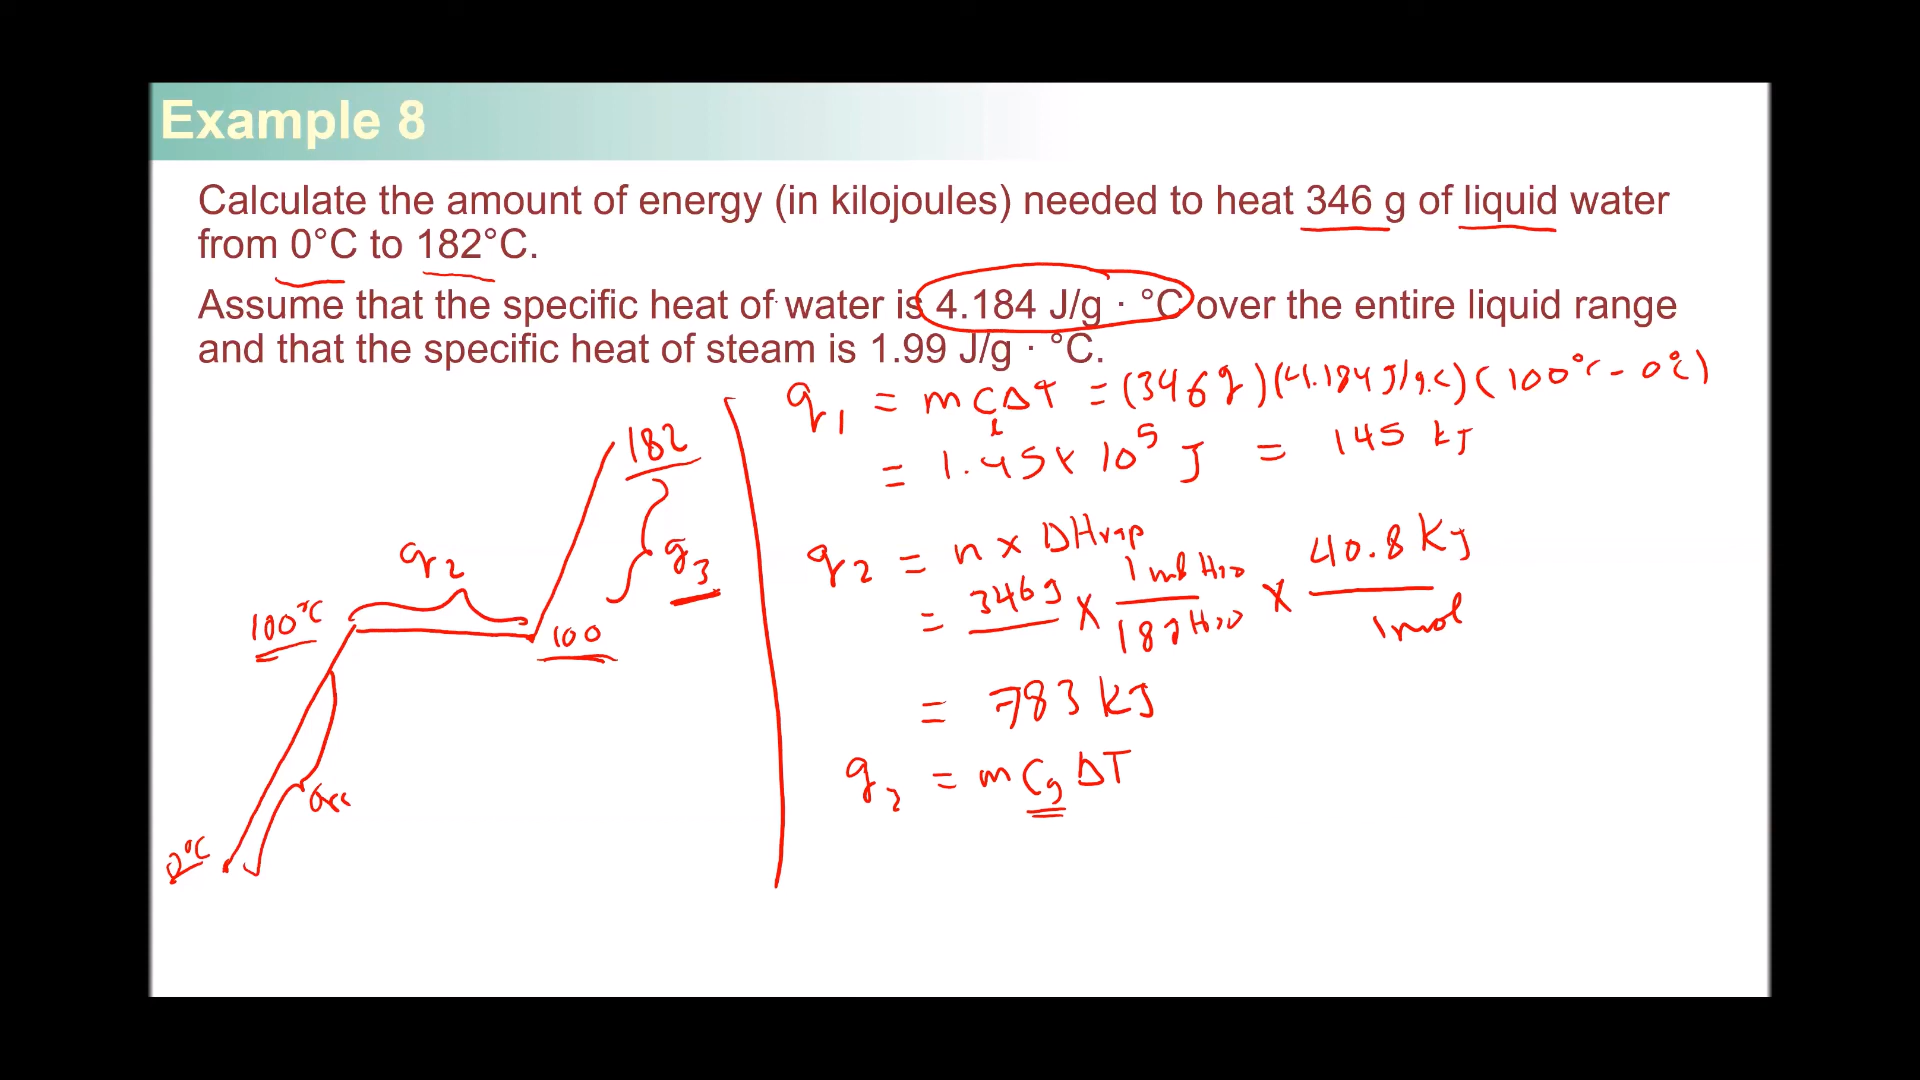 Example 8
Calculate the amount of energy (in kilojoules) needed to heat 346 g of liquid water
from 0°C to 182°C.
Assume that the specific heat of water is 4.184 J/g · °C over the entire liquid range
and that the specific heat of steam is 1.99 J/g · °C.
q1 = m C ΔT = (346 g)(4.184 J/g.C)(100°C - 0°C)
l
= 1.45 x 10^5 J = 145 kJ
182
q2 = n x ΔHvap
q2
q3
= 346g x 1 mol H2O x 40.8 KJ
18 g H2O 1 mol
100°C
100
= 783 KJ
q3 = m Cg ΔT
0°C